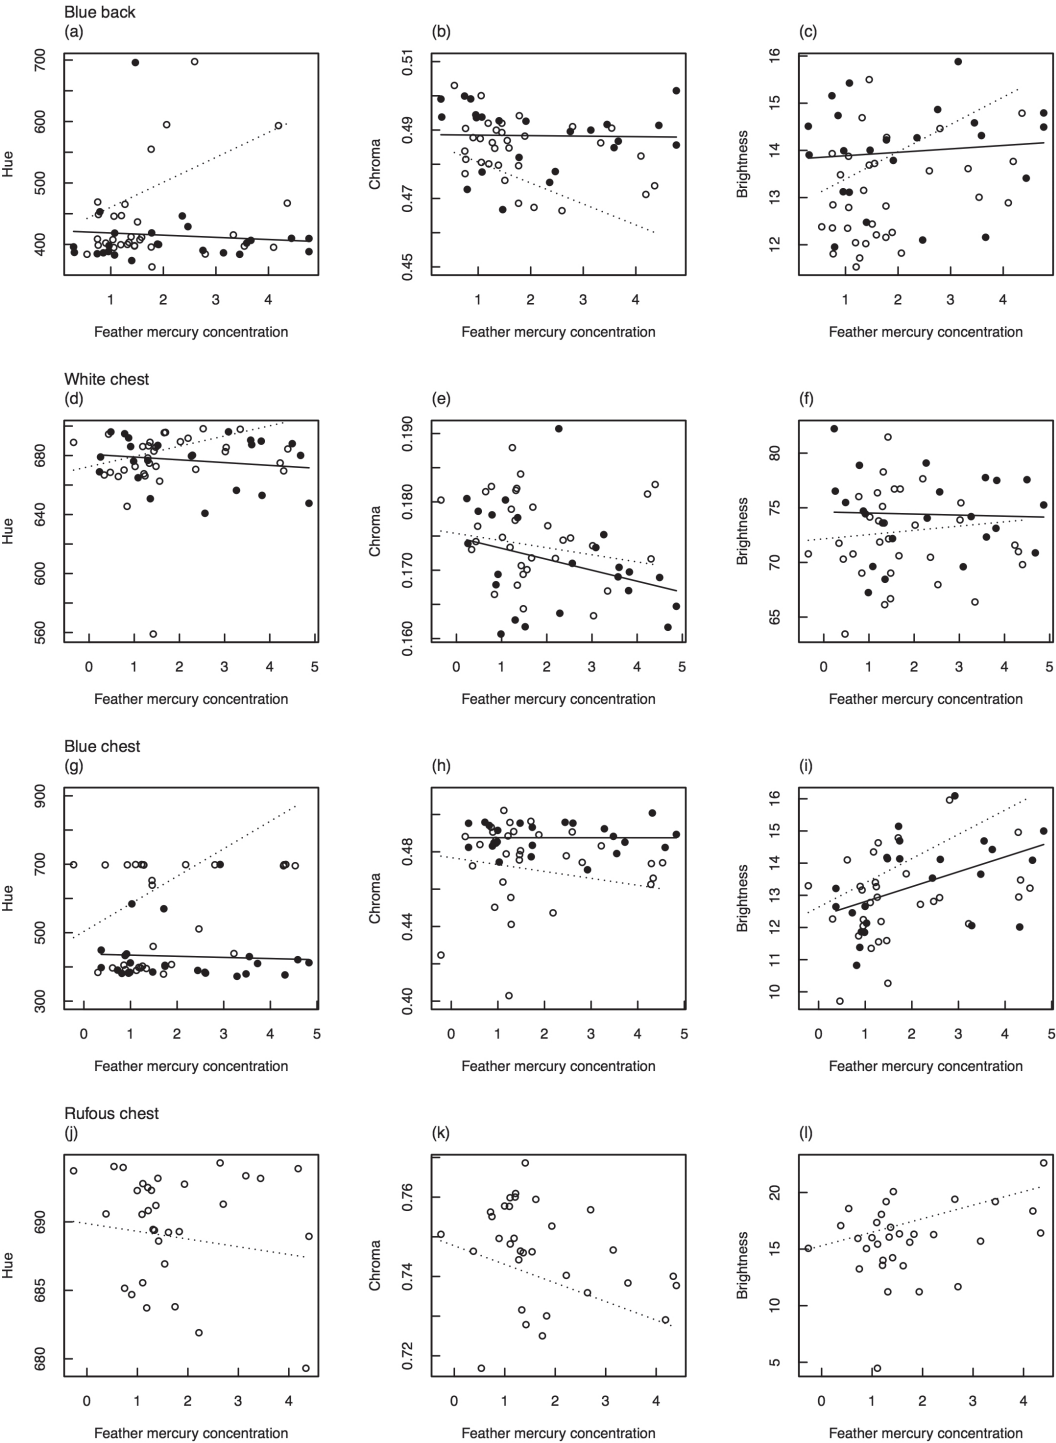 Blue back
(a)
(b)
(c)
Hue
400
500
600
700
1 2 3 4
Feather mercury concentration
Chroma
0.45
0.47
0.49
0.51
1 2 3 4
Feather mercury concentration
Brightness
12
13
14
15
16
1 2 3 4
Feather mercury concentration
White chest
(d)
(e)
(f)
Hue
560
600
640
680
0 1 2 3 4 5
Feather mercury concentration
Chroma
0.160
0.170
0.180
0.190
0 1 2 3 4 5
Feather mercury concentration
Brightness
65
70
75
80
0 1 2 3 4 5
Feather mercury concentration
Blue chest
(g)
(h)
(i)
Hue
300
500
700
900
0 1 2 3 4 5
Feather mercury concentration
Chroma
0.40
0.44
0.48
0 1 2 3 4 5
Feather mercury concentration
Brightness
10
11
12
13
14
15
16
0 1 2 3 4 5
Feather mercury concentration
Rufous chest
(j)
(k)
(l)
Hue
680
685
690
0 1 2 3 4
Feather mercury concentration
Chroma
0.72
0.74
0.76
0 1 2 3 4
Feather mercury concentration
Brightness
5
10
15
20
0 1 2 3 4
Feather mercury concentration